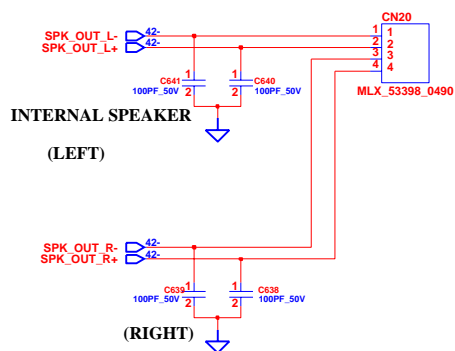 CN20
SPK_OUT_L- 42- 1 1
SPK_OUT_L+ 42- 2 2
3 3
4 4
MLX_53398_0490
1 C641 1 C640
2 100PF_50V 2 100PF_50V
INTERNAL SPEAKER
(LEFT)
SPK_OUT_R- 42-
SPK_OUT_R+ 42-
C639 1 1 C638
100PF_50V 2 2 100PF_50V
(RIGHT)